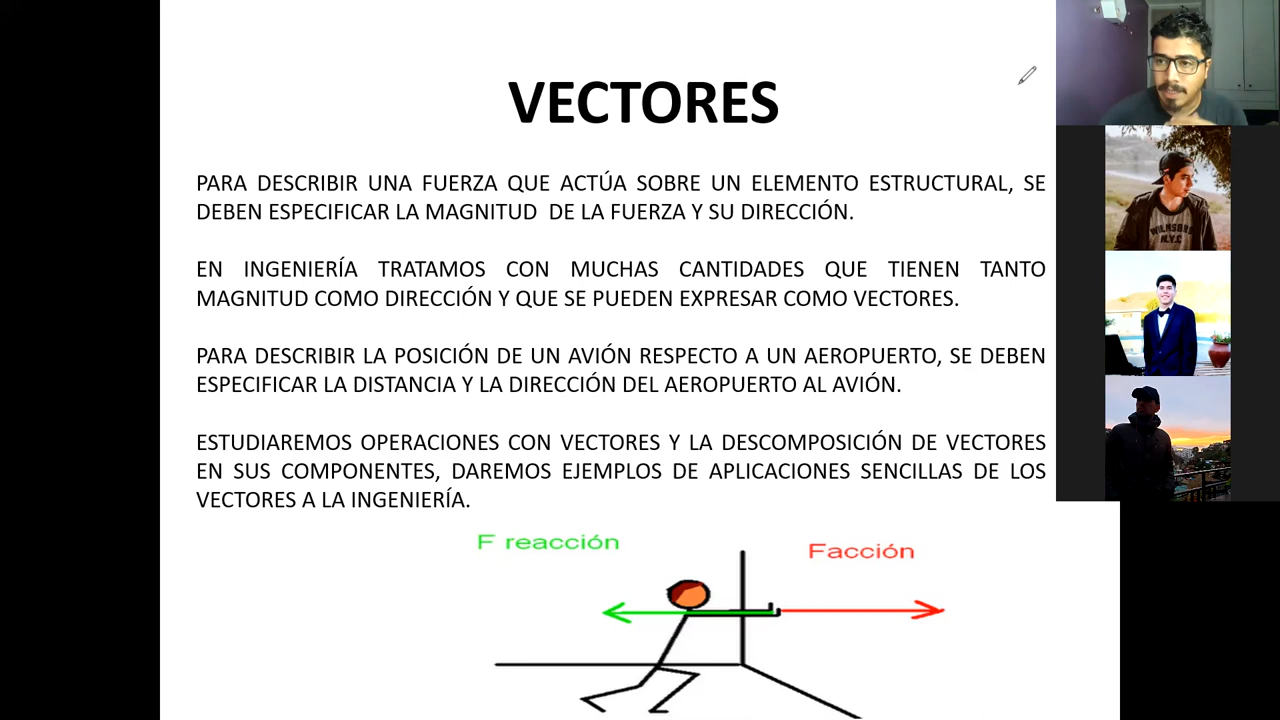 VECTORES
PARA DESCRIBIR UNA FUERZA QUE ACTÚA SOBRE UN ELEMENTO ESTRUCTURAL, SE
DEBEN ESPECIFICAR LA MAGNITUD DE LA FUERZA Y SU DIRECCIÓN.
EN INGENIERÍA TRATAMOS CON MUCHAS CANTIDADES QUE TIENEN TANTO
MAGNITUD COMO DIRECCIÓN Y QUE SE PUEDEN EXPRESAR COMO VECTORES.
PARA DESCRIBIR LA POSICIÓN DE UN AVIÓN RESPECTO A UN AEROPUERTO, SE DEBEN
ESPECIFICAR LA DISTANCIA Y LA DIRECCIÓN DEL AEROPUERTO AL AVIÓN.
ESTUDIAREMOS OPERACIONES CON VECTORES Y LA DESCOMPOSICIÓN DE VECTORES
EN SUS COMPONENTES, DAREMOS EJEMPLOS DE APLICACIONES SENCILLAS DE LOS
VECTORES A LA INGENIERÍA.
F reacción
Facción
N.Y.C